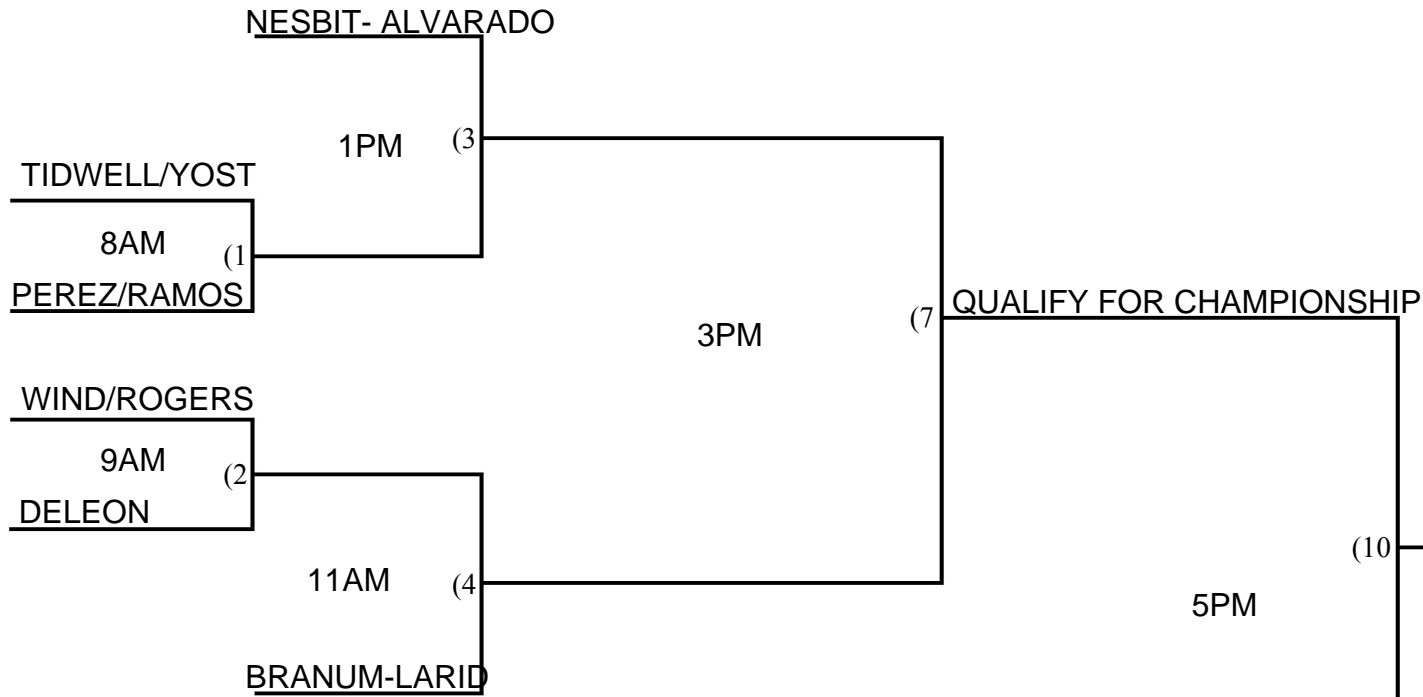 NESBIT- ALVARADO
1PM
(3
TIDWELL/YOST
8AM
(1
PEREZ/RAMOS
3PM
(7
QUALIFY FOR CHAMPIONSHIP
WIND/ROGERS
9AM
(2
DELEON
11AM
(4
5PM
(10
BRANUM-LARID